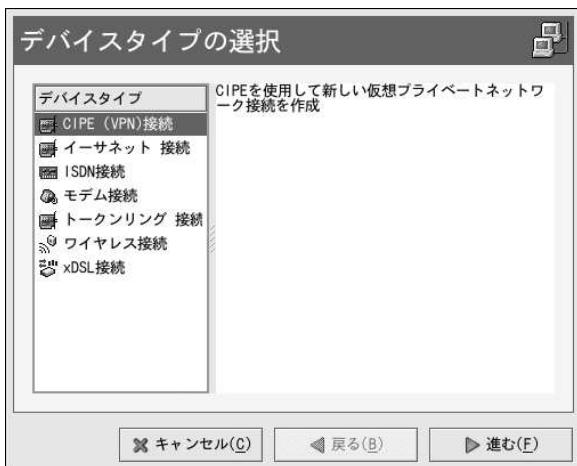 デバイスタイプの選択
デバイスタイプ
CIPE (VPN)接続
イーサネット 接続
ISDN接続
モデム接続
トークンリング 接続
ワイヤレス接続
xDSL接続
CIPEを使用して新しい仮想プライベートネットワ
ーク接続を作成
キャンセル(C)
戻る(B)
進む(F)